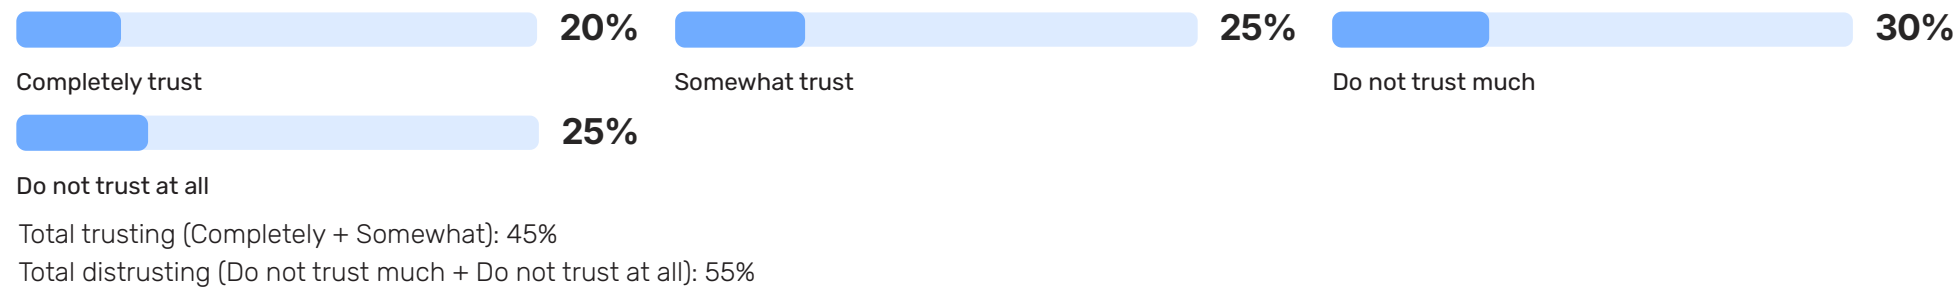 20%
Completely trust
25%
Somewhat trust
30%
Do not trust much
25%
Do not trust at all
Total trusting (Completely + Somewhat): 45%
Total distrusting (Do not trust much + Do not trust at all): 55%